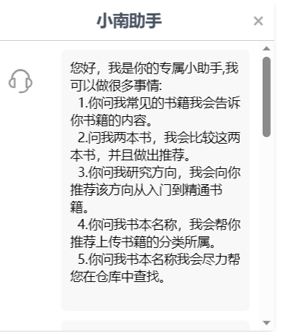 小南助手
您好，我是你的专属小助手,我
可以做很多事情:
1.你问我常见的书籍我会告诉
你书籍的内容。
2.问我两本书，我会比较这两
本书，并且做出推荐。
3.你问我研究方向，我会向你
推荐该方向从入门到精通书
籍。
4.你问我书本名称，我会帮你
推荐上传书籍的分类所属。
5.你问我书本名称我会尽力帮
您在仓库中查找。